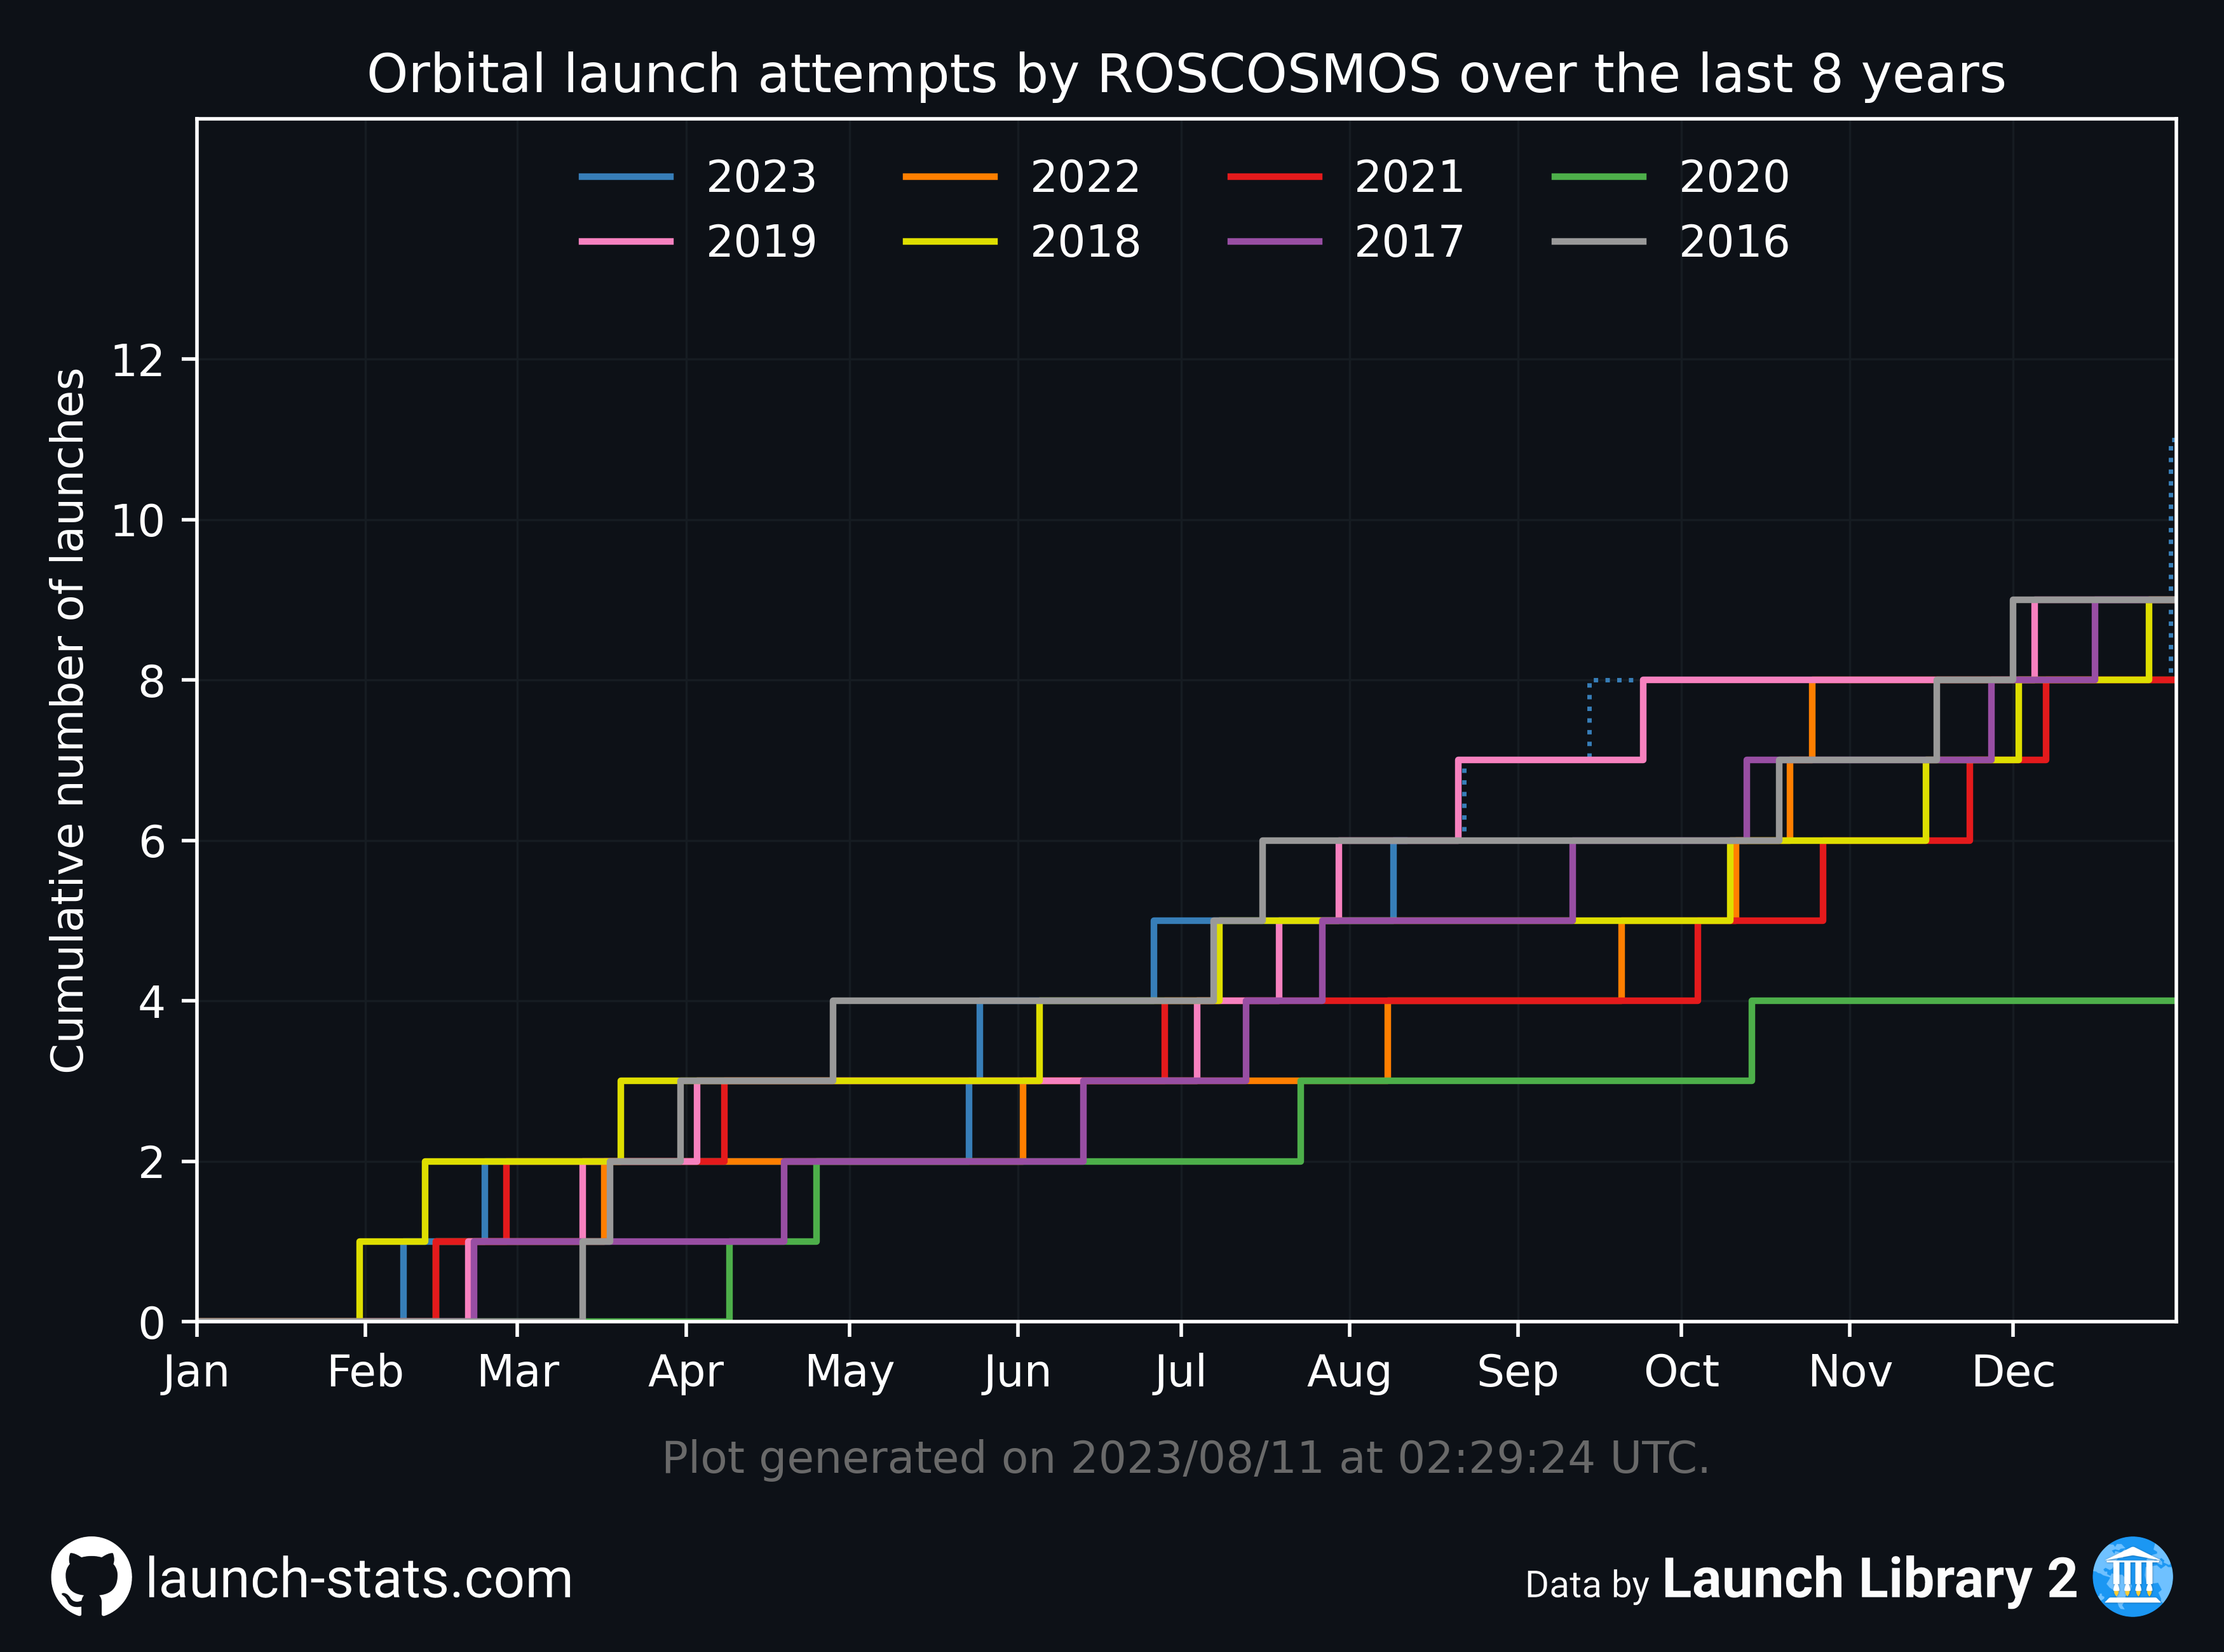 Orbital launch attempts by ROSCOSMOS over the last 8 years
2023 2022 2021 2020
2019 2018 2017 2016
Cumulative number of launches
12
10
8
6
4
2
0
Jan Feb Mar Apr May Jun Jul Aug Sep Oct Nov Dec
Plot generated on 2023/08/11 at 02:29:24 UTC.
launch-stats.com
Data by Launch Library 2